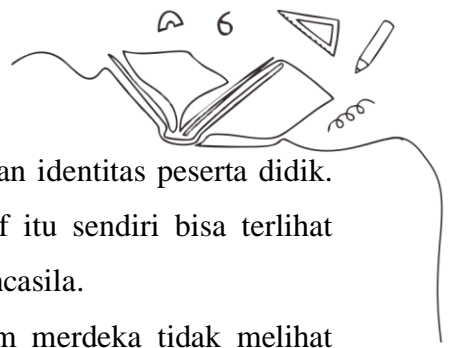 6
an identitas peserta didik.
f itu sendiri bisa terlihat
ncasila.
m merdeka tidak melihat